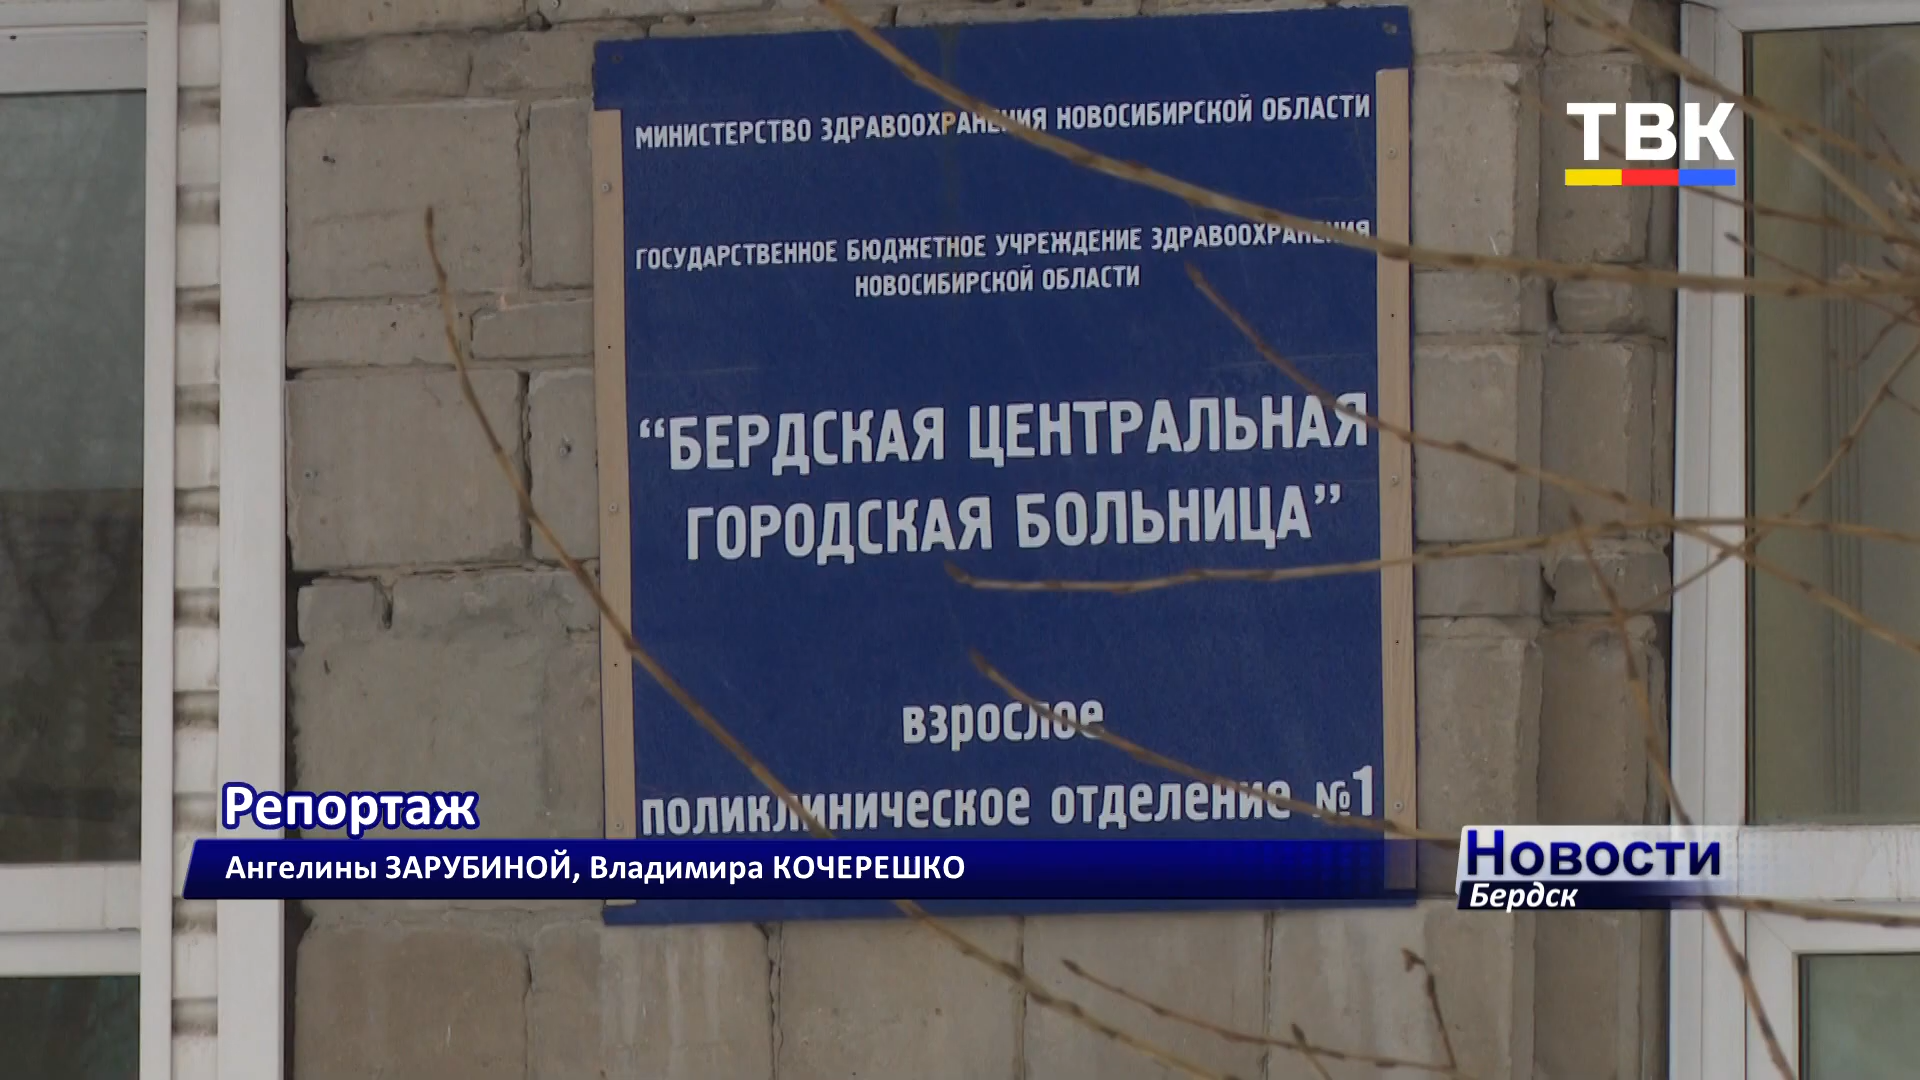 МИНИСТЕРСТВО ЗДРАВООХРАНЕНИЯ НОВОСИБИРСКОЙ ОБЛАСТИ
ТВК
ГОСУДАРСТВЕННОЕ БЮДЖЕТНОЕ УЧРЕЖДЕНИЕ ЗДРАВООХРАНЕНИЯ
НОВОСИБИРСКОЙ ОБЛАСТИ
“БЕРДСКАЯ ЦЕНТРАЛЬНАЯ
ГОРОДСКАЯ БОЛЬНИЦА”
взрослое
поликлиническое отделение №1
Репортаж
Ангелины ЗАРУБИНОЙ, Владимира КОЧЕРЕШКО
Новости
Бердск